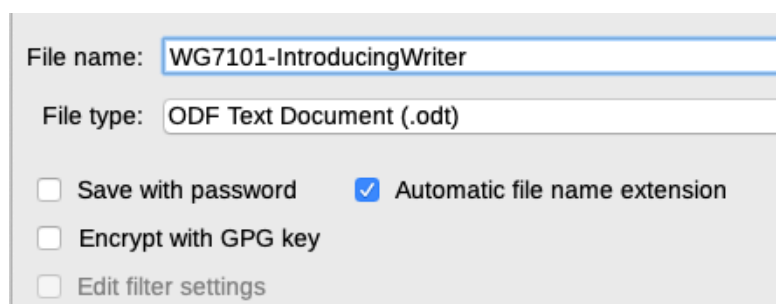 File name: WG7101-IntroducingWriter
File type: ODF Text Document (.odt)
Save with password Automatic file name extension
Encrypt with GPG key
Edit filter settings